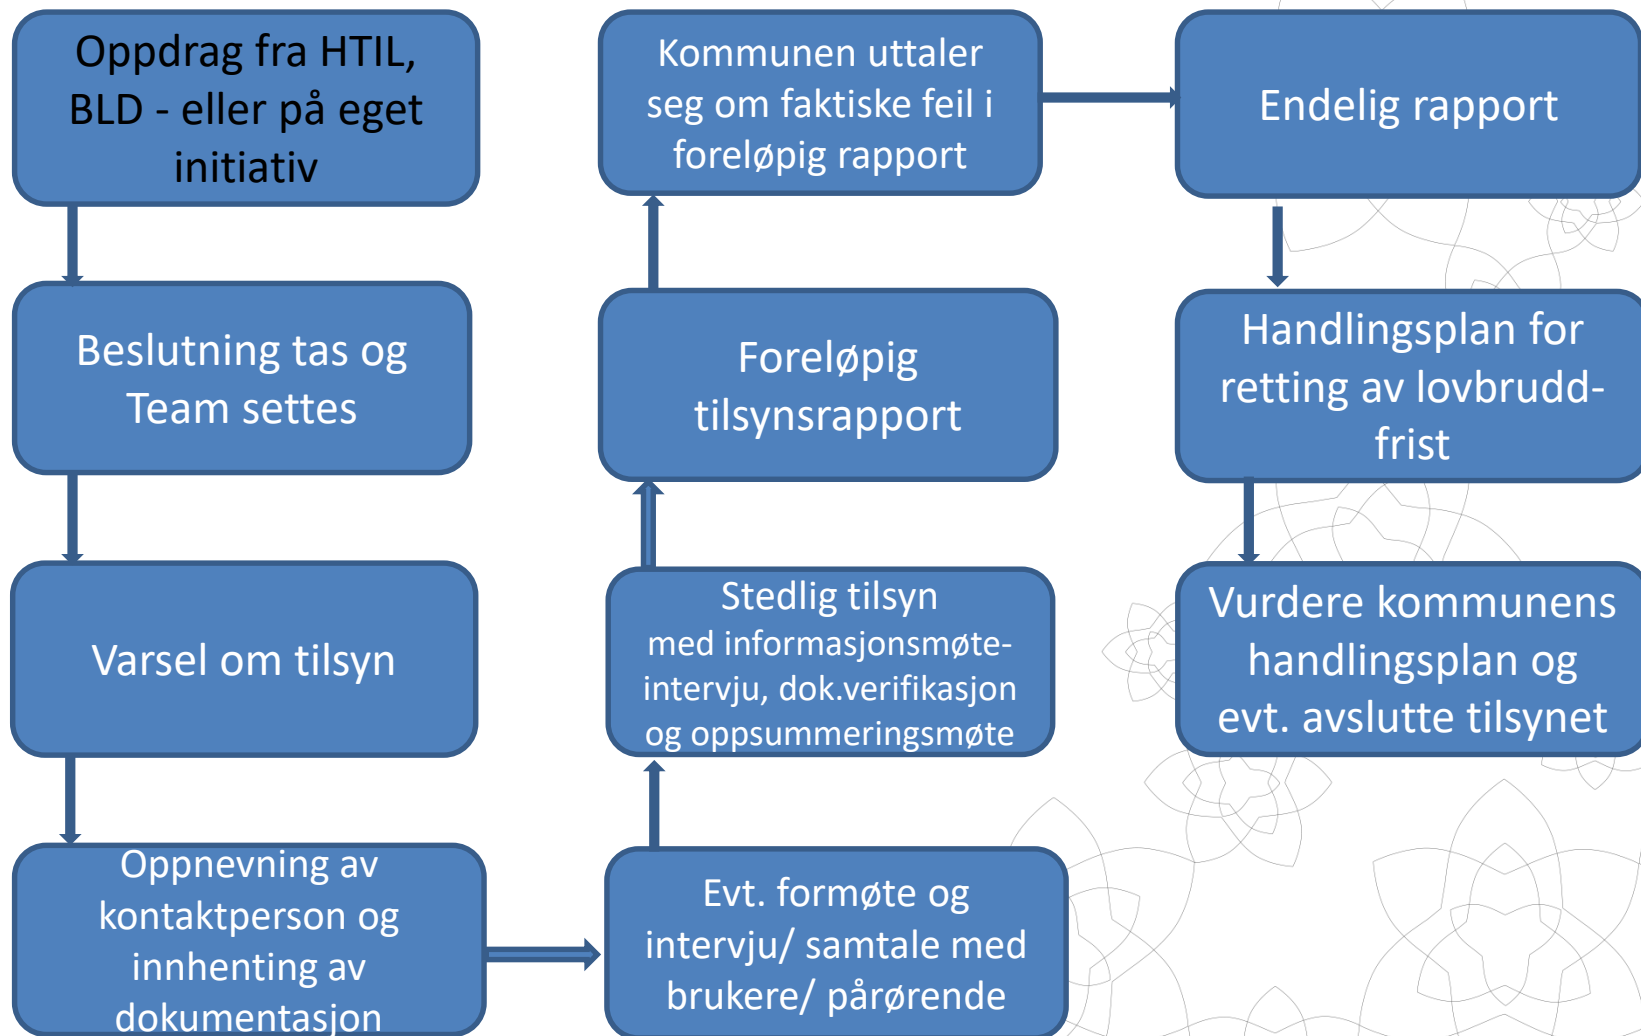 Oppdrag fra HTIL,
BLD - eller på eget
initiativ
Beslutning tas og
Team settes
Varsel om tilsyn
Oppnevning av
kontaktperson og
innhenting av
dokumentasjon
Evt. formøte og
intervju/ samtale med
brukere/ pårørende
Stedlig tilsyn
med informasjonsmøte-
intervju, dok.verifikasjon
og oppsummeringsmøte
Foreløpig
tilsynsrapport
Kommunen uttaler
seg om faktiske feil i
foreløpig rapport
Endelig rapport
Handlingsplan for
retting av lovbrudd-
frist
Vurdere kommunens
handlingsplan og
evt. avslutte tilsynet